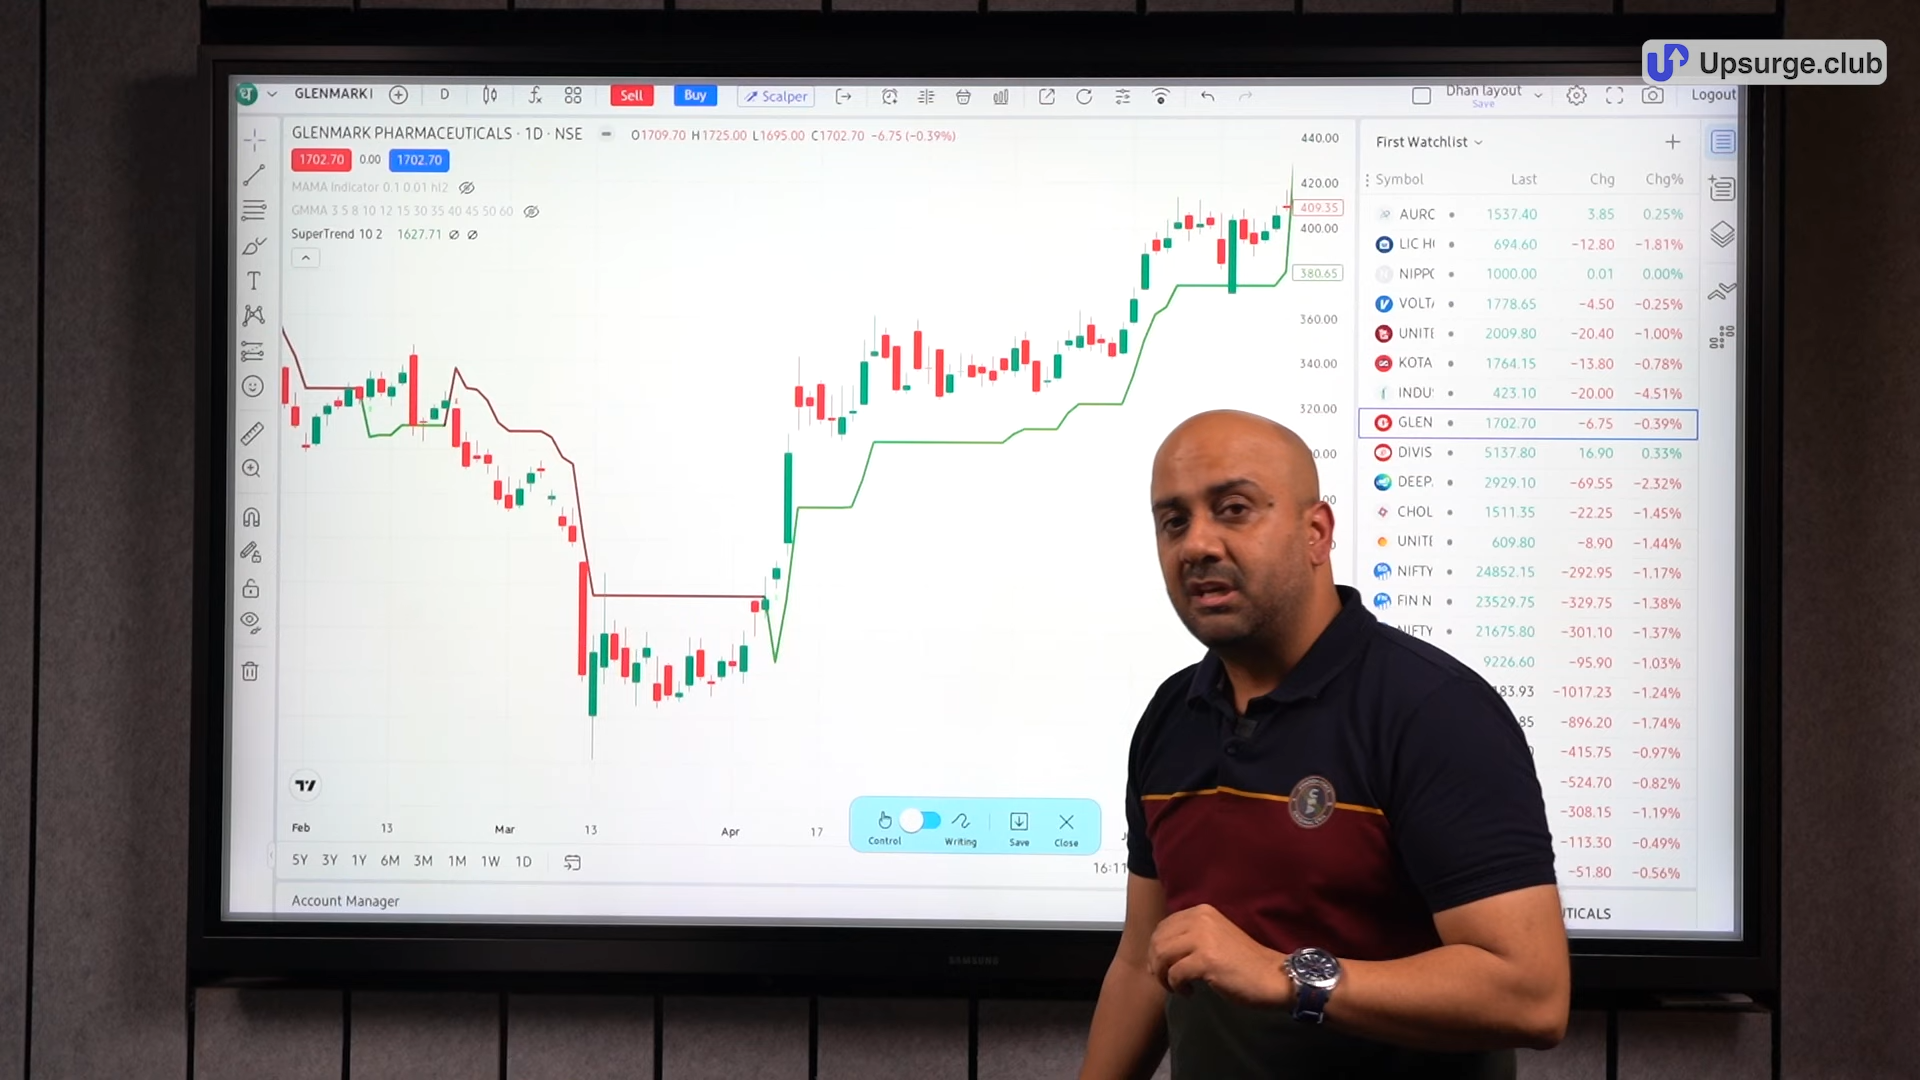 Upsurge.club
GLENMARK
D
Sell
Buy
Scalper
Dhan layout
Save
Logout
GLENMARK PHARMACEUTICALS · 1D · NSE
O1709.70 H1725.00 L1695.00 C1702.70 −6.75 (−0.39%)
1702.70 0.00 1702.70
MAMA Indicator 0.1 0.01 hl2
GMMA 3 5 8 10 12 15 30 35 40 45 50 60
SuperTrend 10 2 1627.71
440.00
420.00
409.35
400.00
380.65
360.00
340.00
320.00
First Watchlist
Symbol Last Chg Chg%
AURC 1537.40 3.85 0.25%
LIC H 694.60 −12.80 −1.81%
NIPPC 1000.00 0.01 0.00%
VOLT 1778.65 −4.50 −0.25%
UNITE 2009.80 −20.40 −1.00%
KOTA 1764.15 −13.80 −0.78%
INDU 423.10 −20.00 −4.51%
GLEN 1702.70 −6.75 −0.39%
DIVIS 5137.80 16.90 0.33%
DEEP 2929.10 −69.55 −2.32%
CHOL 1511.35 −22.25 −1.45%
UNITE 609.80 −8.90 −1.44%
NIFTY 24852.15 −292.95 −1.17%
FIN N 23529.75 −329.75 −1.38%
NIFTY 21675.80 −301.10 −1.37%
9226.60 −95.90 −1.03%
183.93 −1017.23 −1.24%
85 −896.20 −1.74%
−415.75 −0.97%
−524.70 −0.82%
−308.15 −1.19%
−113.30 −0.49%
−51.80 −0.56%
Feb 13 Mar 13 Apr 17
Control Writing Save Close
5Y 3Y 1Y 6M 3M 1M 1W 1D
16:11
Account Manager
UTICALS
SAMSUNG